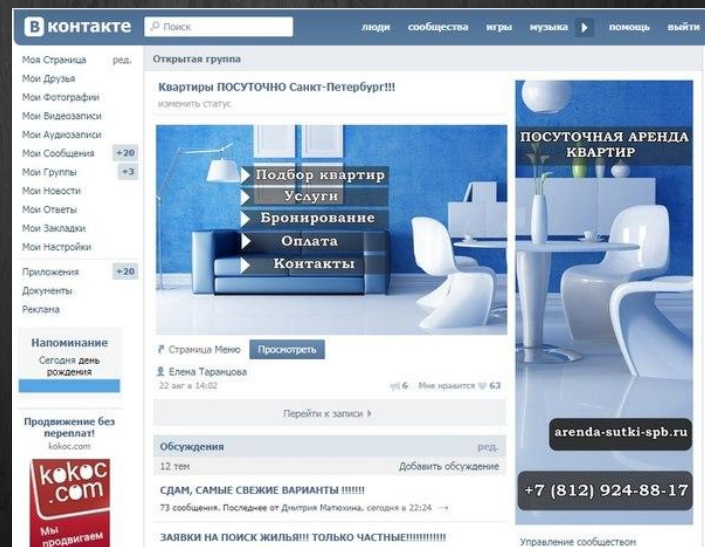 В контакте
Поиск
люди сообщества игры музыка помощь выйти
Моя Страница ред.
Мои Друзья
Мои Фотографии
Мои Видеозаписи
Мои Аудиозаписи
Мои Сообщения +20
Мои Группы +3
Мои Новости
Мои Ответы
Мои Закладки
Мои Настройки
Приложения +20
Документы
Реклама
Напоминание
Сегодня день
рождения
Продвижение без
переплат!
kokoc.com
kokoc
.com
Мы
продвигаем
Открытая группа
Квартиры ПОСУТОЧНО Санкт-Петербург!!!
изменить статус
Подбор квартир
Услуги
Бронирование
Оплата
Контакты
Страница Меню Просмотреть
Елена Таранцова
22 авг в 14:02 6 Мне нравится 63
Перейти к записи
Обсуждения ред.
12 тем Добавить обсуждение
СДАМ, САМЫЕ СВЕЖИЕ ВАРИАНТЫ !!!!!!!
73 сообщения. Последнее от Дмитрия Матюхина, сегодня в 22:24 →
ЗАЯВКИ НА ПОИСК ЖИЛЬЯ!!! ТОЛЬКО ЧАСТНЫЕ!!!!!!!!!!!!
ПОСУТОЧНАЯ АРЕНДА
КВАРТИР
arenda-sutki-spb.ru
+7 (812) 924-88-17
Управление сообществом